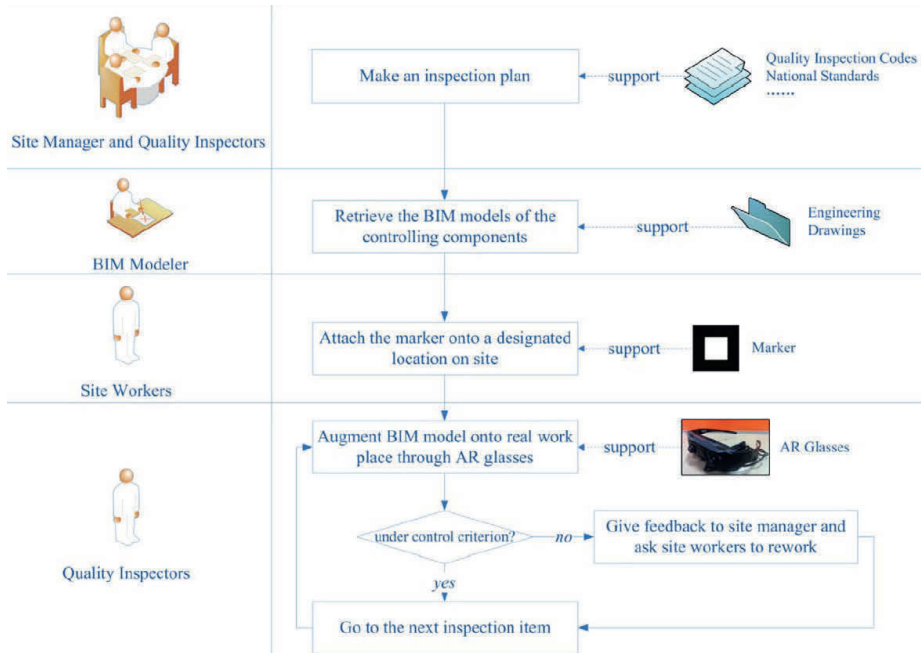 Make an inspection plan
support
Quality Inspection Codes
National Standards
......
Site Manager and Quality Inspectors
Retrieve the BIM models of the
controlling components
support
Engineering
Drawings
BIM Modeler
Attach the marker onto a designated
location on site
support
Marker
Site Workers
Augment BIM model onto real work
place through AR glasses
support
AR Glasses
under control criterion?
no
Give feedback to site manager and
ask site workers to rework
Quality Inspectors
yes
Go to the next inspection item